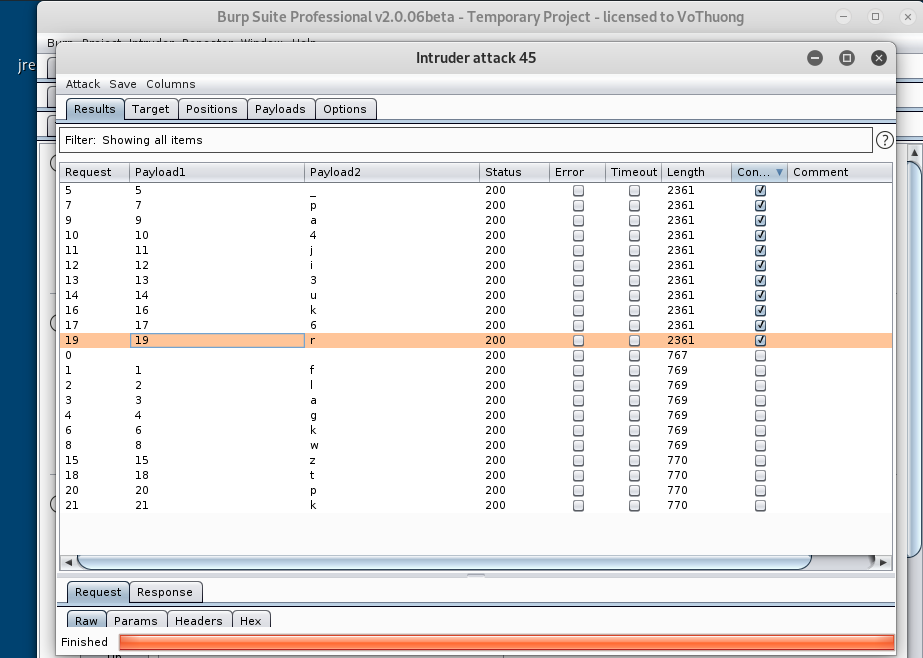 Burp Suite Professional v2.0.06beta - Temporary Project - licensed to VoThuong
Burp Project Intruder Repeater Window Help
jre
Intruder attack 45
Attack Save Columns
Results Target Positions Payloads Options
Filter: Showing all items ?
Request Payload1 Payload2 Status Error Timeout Length Con... Comment
5 5 _ 200 2361
7 7 p 200 2361
9 9 a 200 2361
10 10 4 200 2361
11 11 j 200 2361
12 12 i 200 2361
13 13 3 200 2361
14 14 u 200 2361
16 16 k 200 2361
17 17 6 200 2361
19 19 r 200 2361
0 200 767
1 1 f 200 769
2 2 l 200 769
3 3 a 200 769
4 4 g 200 769
6 6 k 200 769
8 8 w 200 769
15 15 z 200 770
18 18 t 200 770
20 20 p 200 770
21 21 k 200 770
Request Response
Raw Params Headers Hex
Finished